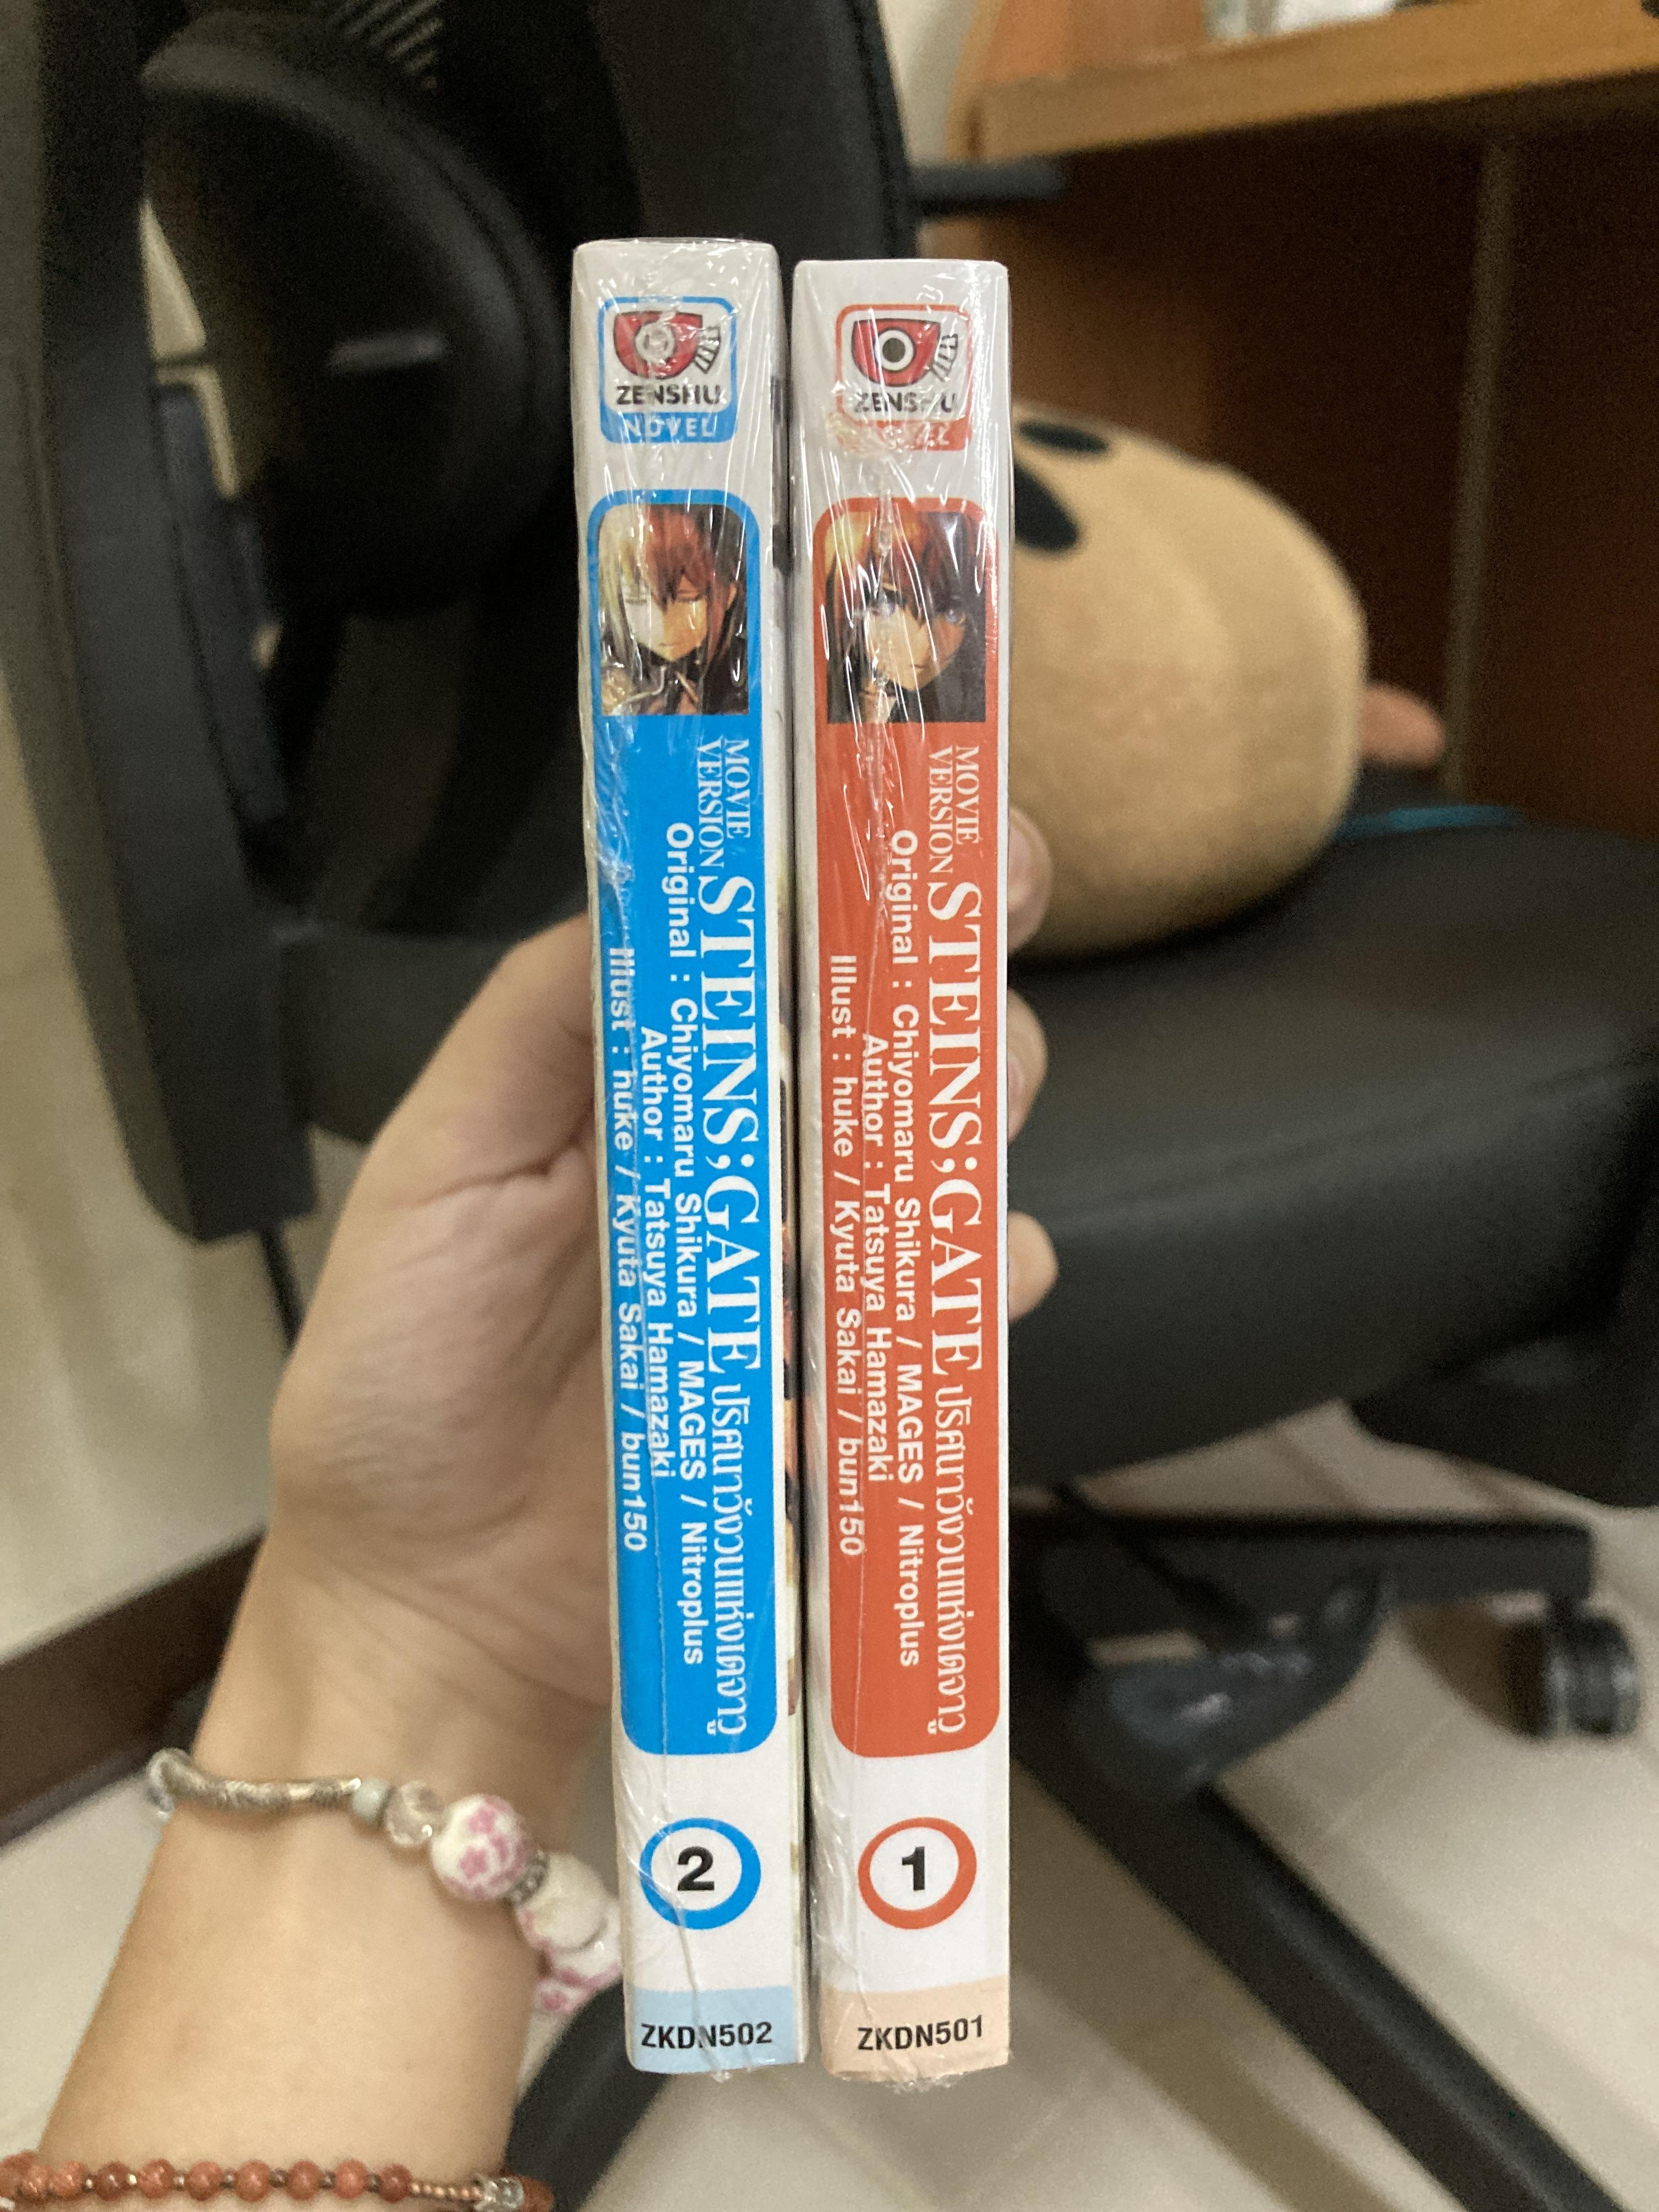 ZENSHU
NOVEL
MOVIE
VERSION
STEINS;GATE ปริศนาวังวนแห่งเดจาวู
Original : Chiyomaru Shikura / MAGES / Nitroplus
Author : Tatsuya Hamazaki
Illust : huke / Kyuta Sakai / bun150
2
ZKDN502
ZENSHU
MOVIE
VERSION
STEINS;GATE ปริศนาวังวนแห่งเดจาวู
Original : Chiyomaru Shikura / MAGES / Nitroplus
Author : Tatsuya Hamazaki
Illust : huke / Kyuta Sakai / bun150
1
ZKDN501